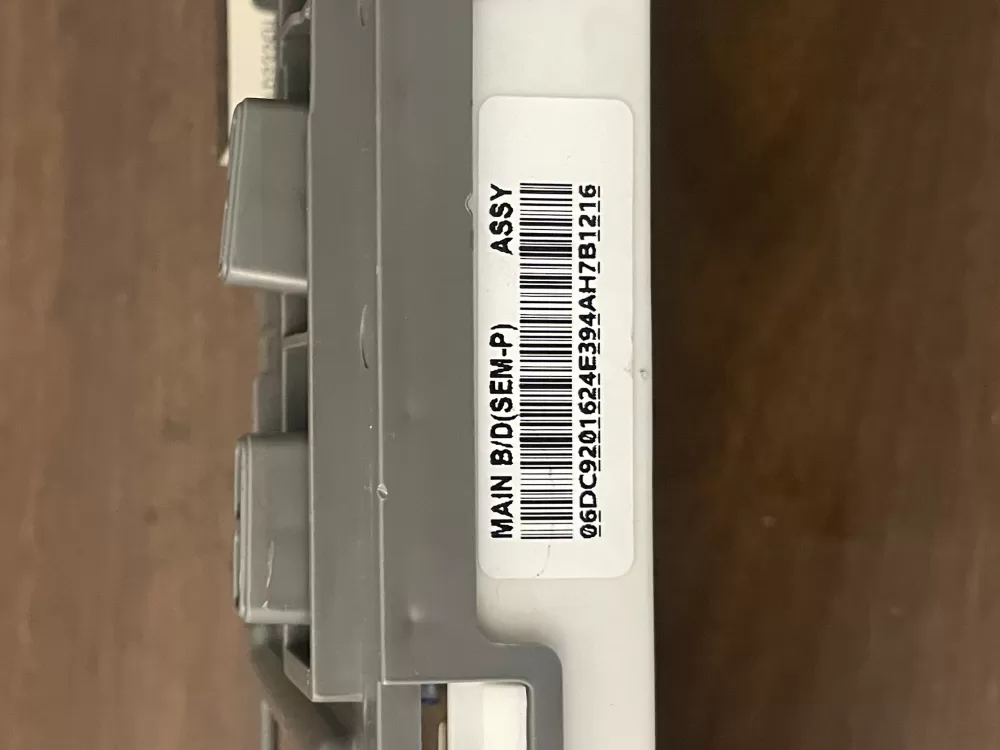 MAIN B/D(SEM-P) ASSY
06DC9201624E394AH7B1216